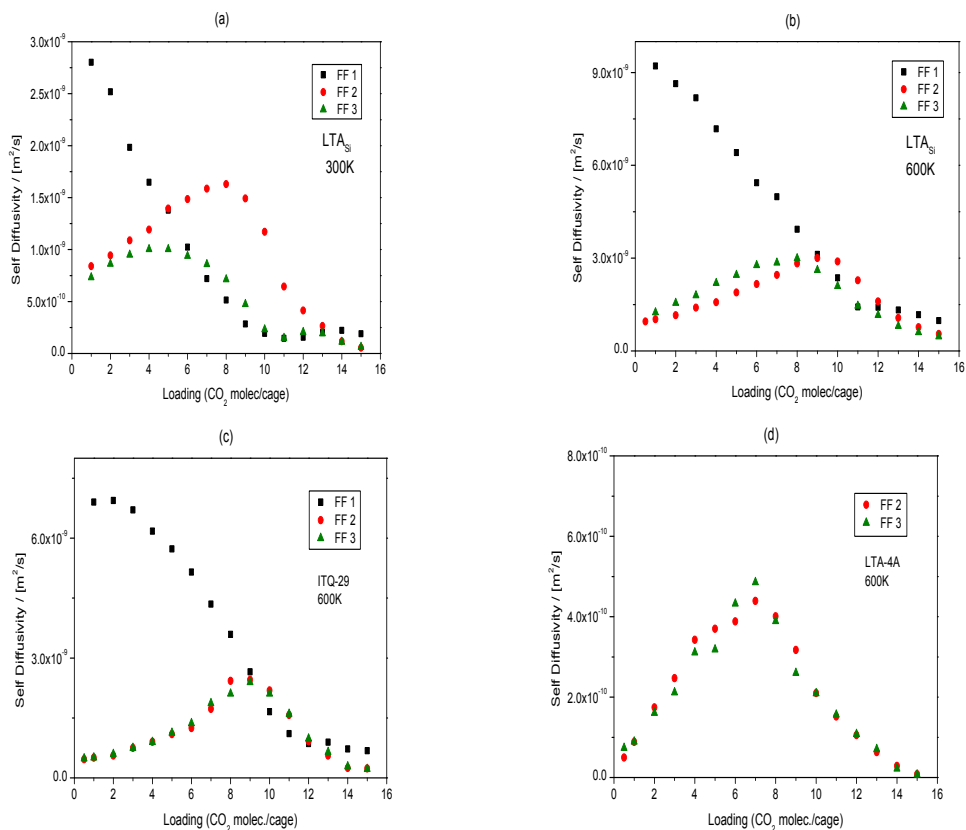 (a)
3.0x10⁻⁹
2.5x10⁻⁹
2.0x10⁻⁹
1.5x10⁻⁹
1.0x10⁻⁹
5.0x10⁻¹⁰
0.0
Self Diffusivity / [m²/s]
FF 1
FF 2
FF 3
LTA_Si
300K
0 2 4 6 8 10 12 14 16
Loading (CO₂ molec/cage)
(b)
9.0x10⁻⁹
6.0x10⁻⁹
3.0x10⁻⁹
0.0
Self Diffusivity / [m²/s]
FF 1
FF 2
FF 3
LTA_Si
600K
0 2 4 6 8 10 12 14 16
Loading (CO₂ molec/cage)
(c)
6.0x10⁻⁹
3.0x10⁻⁹
0.0
Self Diffusivity / [m²/s]
FF 1
FF 2
FF 3
ITQ-29
600K
0 2 4 6 8 10 12 14 16
Loading (CO₂ molec./cage)
(d)
8.0x10⁻¹⁰
6.0x10⁻¹⁰
4.0x10⁻¹⁰
2.0x10⁻¹⁰
0.0
Self Diffusivity / [m²/s]
FF 2
FF 3
LTA-4A
600K
0 2 4 6 8 10 12 14 16
Loading (CO₂ molec./cage)